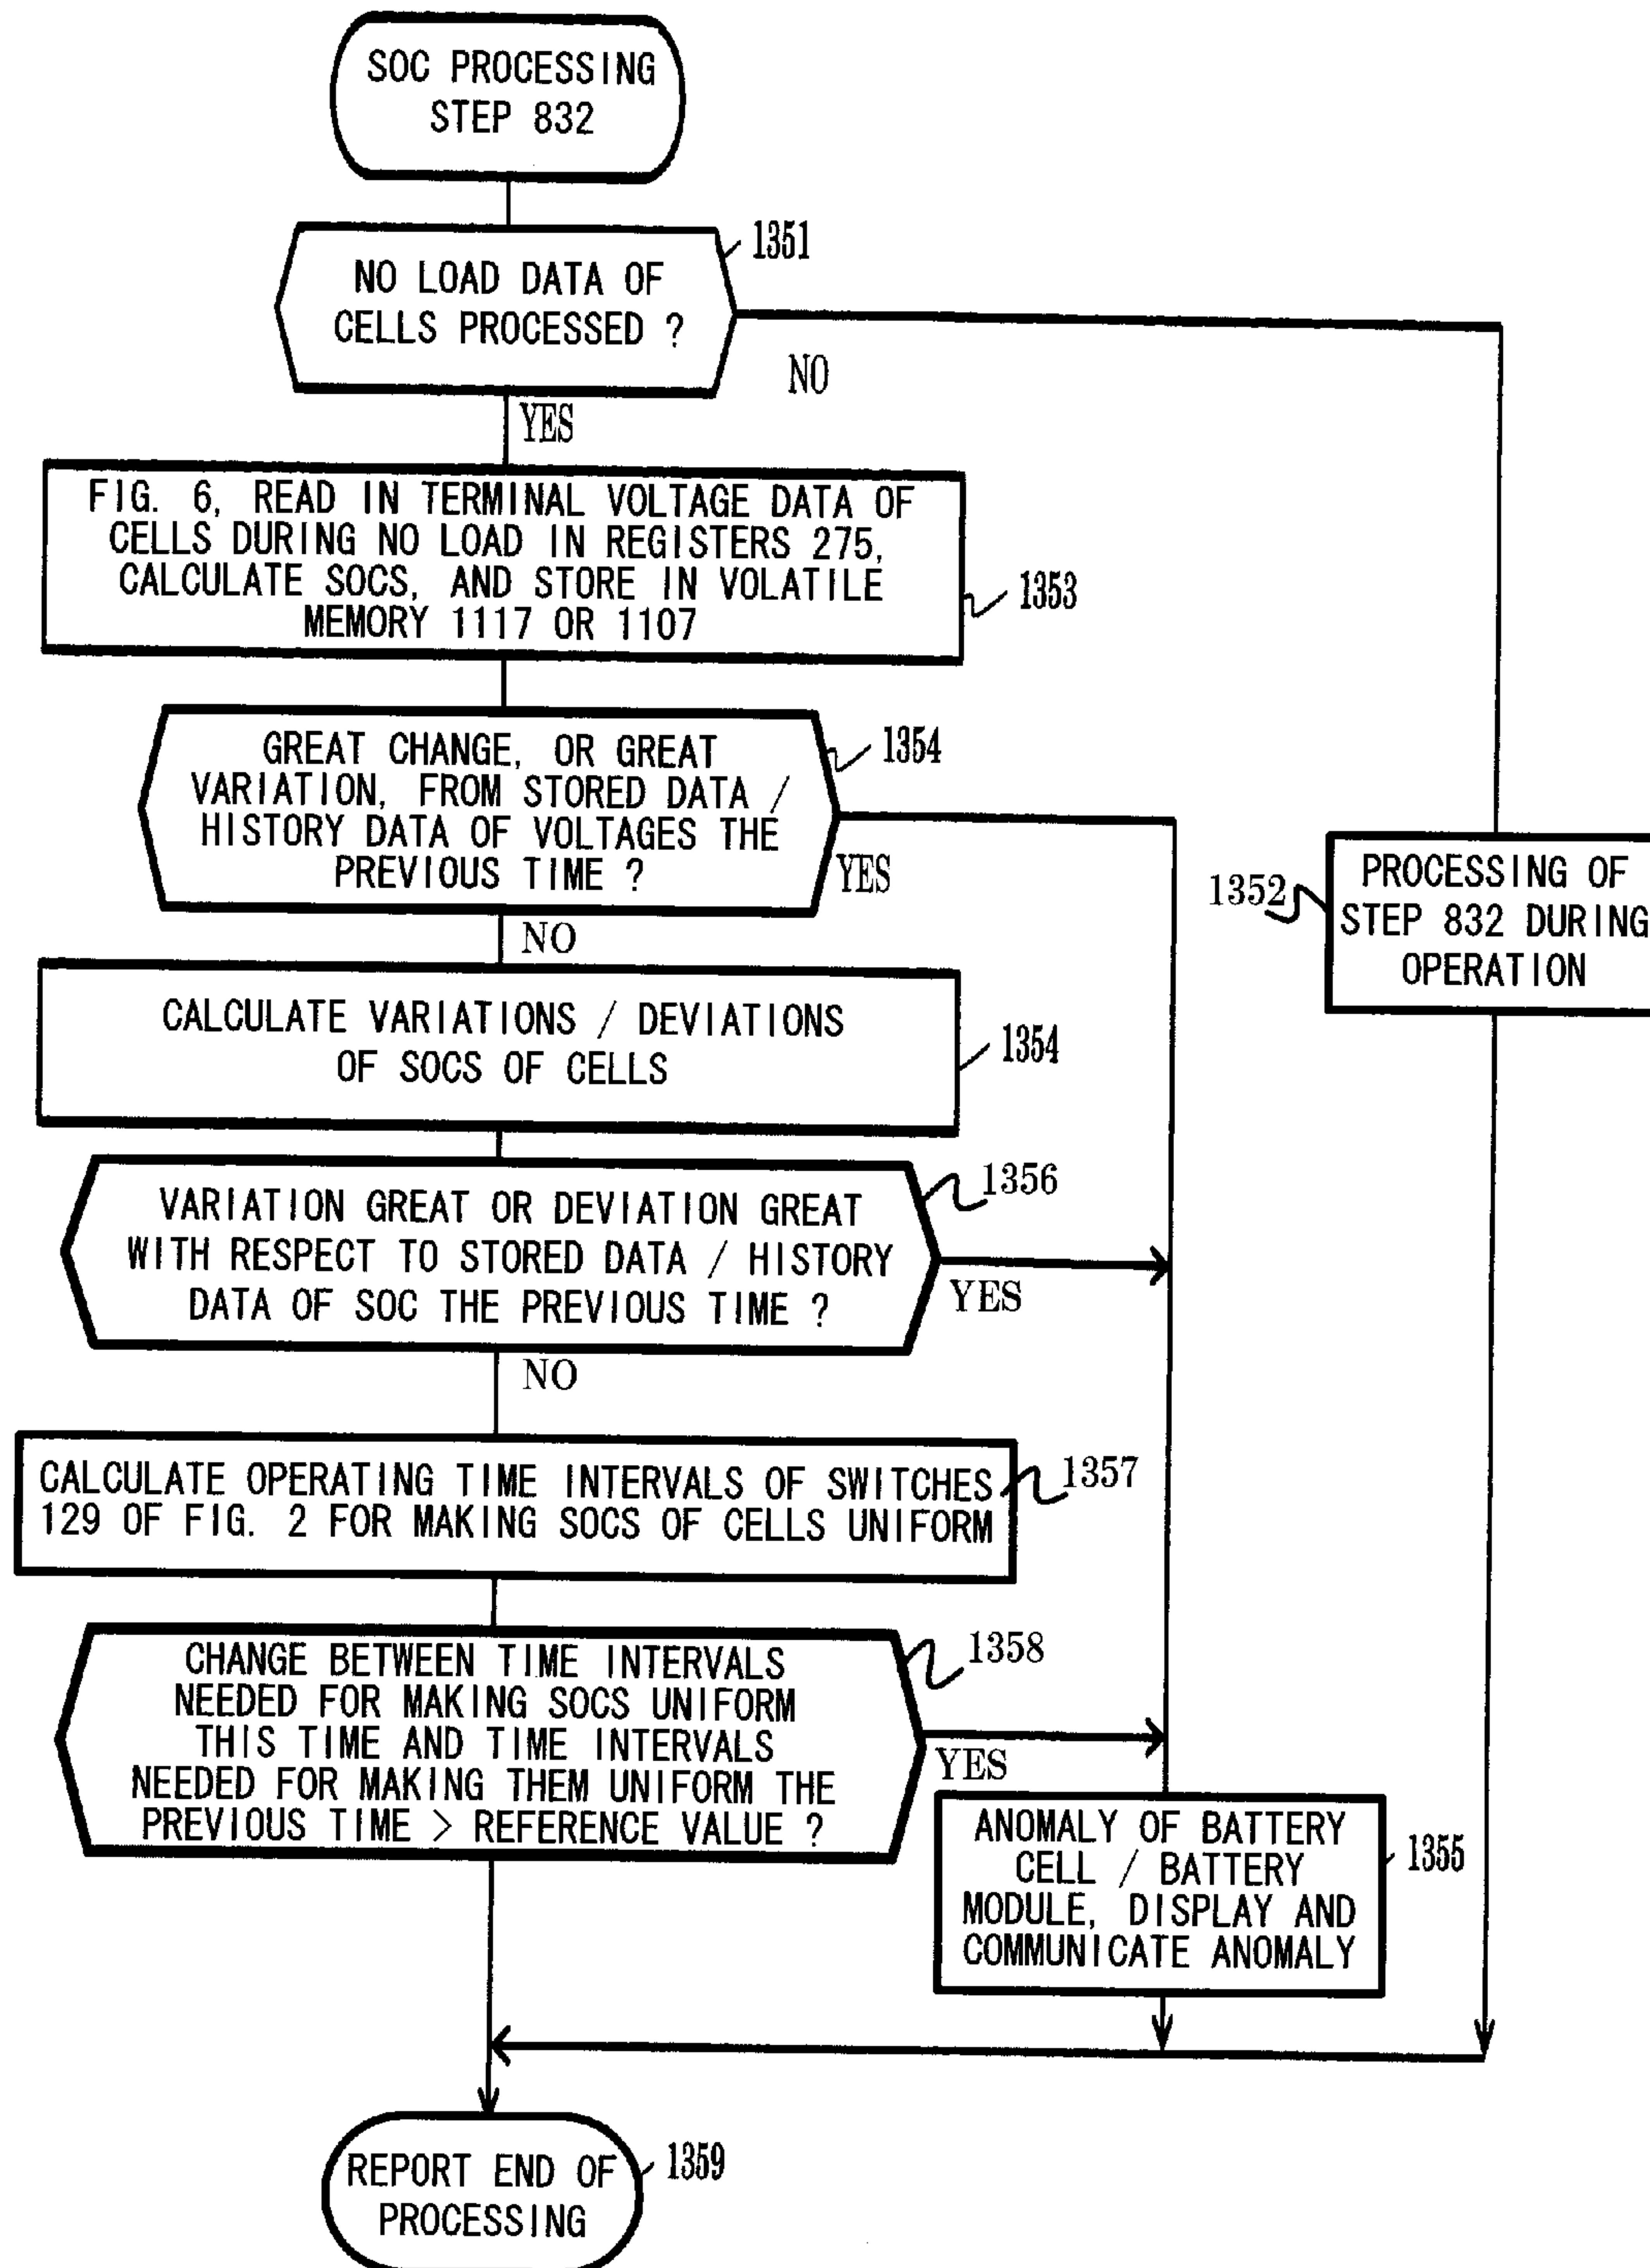 SOC PROCESSING
STEP 832
1351
NO LOAD DATA OF
CELLS PROCESSED ?
NO
YES
FIG. 6, READ IN TERMINAL VOLTAGE DATA OF
CELLS DURING NO LOAD IN REGISTERS 275,
CALCULATE SOCS, AND STORE IN VOLATILE
MEMORY 1117 OR 1107
1353
GREAT CHANGE, OR GREAT
VARIATION, FROM STORED DATA /
HISTORY DATA OF VOLTAGES THE
PREVIOUS TIME ?
1354
YES
NO
1352
PROCESSING OF
STEP 832 DURING
OPERATION
CALCULATE VARIATIONS / DEVIATIONS
OF SOCS OF CELLS
1354
VARIATION GREAT OR DEVIATION GREAT
WITH RESPECT TO STORED DATA / HISTORY
DATA OF SOC THE PREVIOUS TIME ?
1356
YES
NO
CALCULATE OPERATING TIME INTERVALS OF SWITCHES
129 OF FIG. 2 FOR MAKING SOCS OF CELLS UNIFORM
1357
CHANGE BETWEEN TIME INTERVALS
NEEDED FOR MAKING SOCS UNIFORM
THIS TIME AND TIME INTERVALS
NEEDED FOR MAKING THEM UNIFORM THE
PREVIOUS TIME > REFERENCE VALUE ?
1358
YES
ANOMALY OF BATTERY
CELL / BATTERY
MODULE, DISPLAY AND
COMMUNICATE ANOMALY
1355
REPORT END OF
PROCESSING
1359